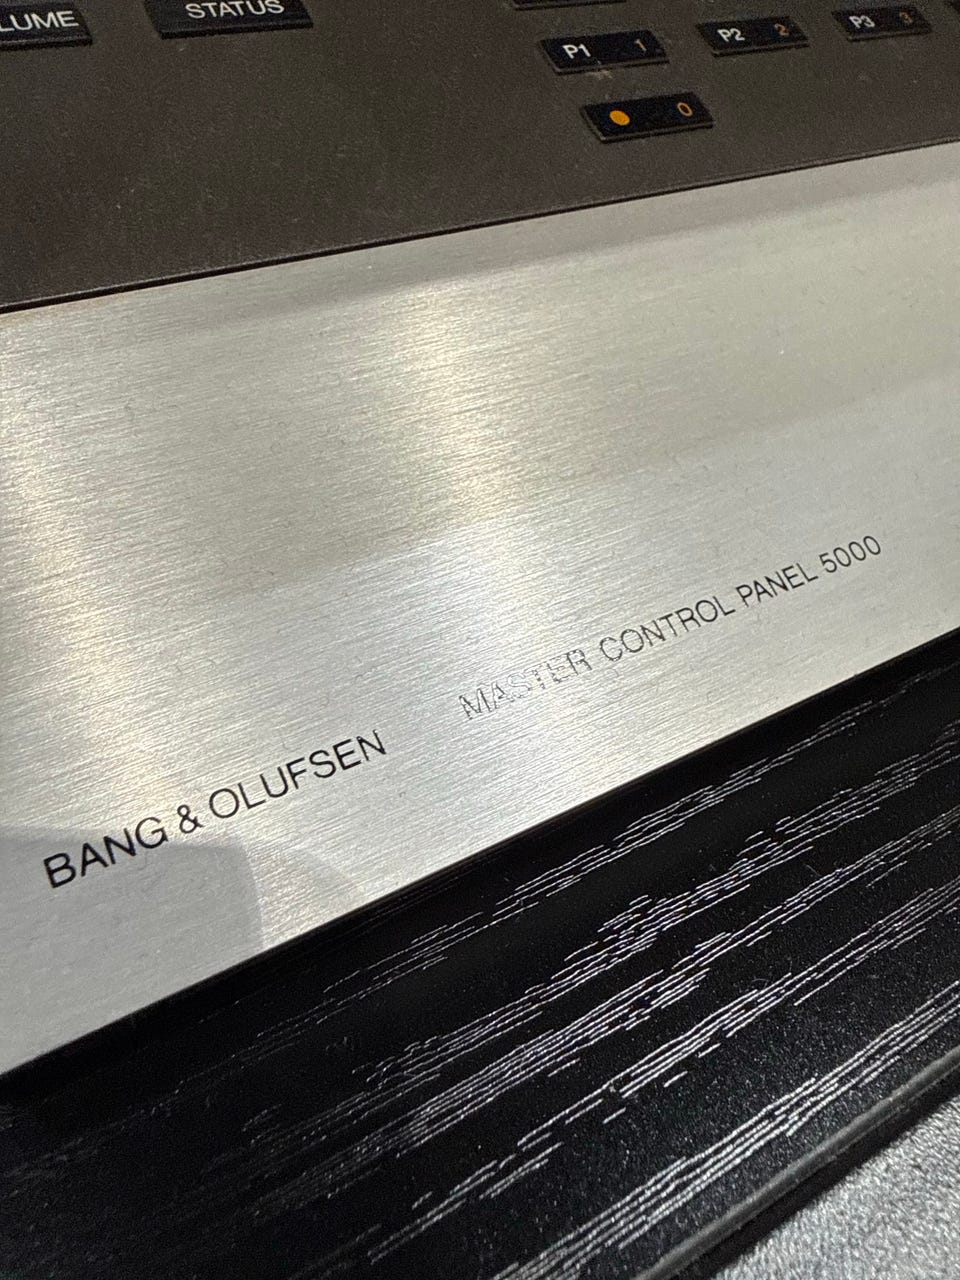 LUME STATUS
P1 1 P2 2 P3 3
0
BANG & OLUFSEN MASTER CONTROL PANEL 5000